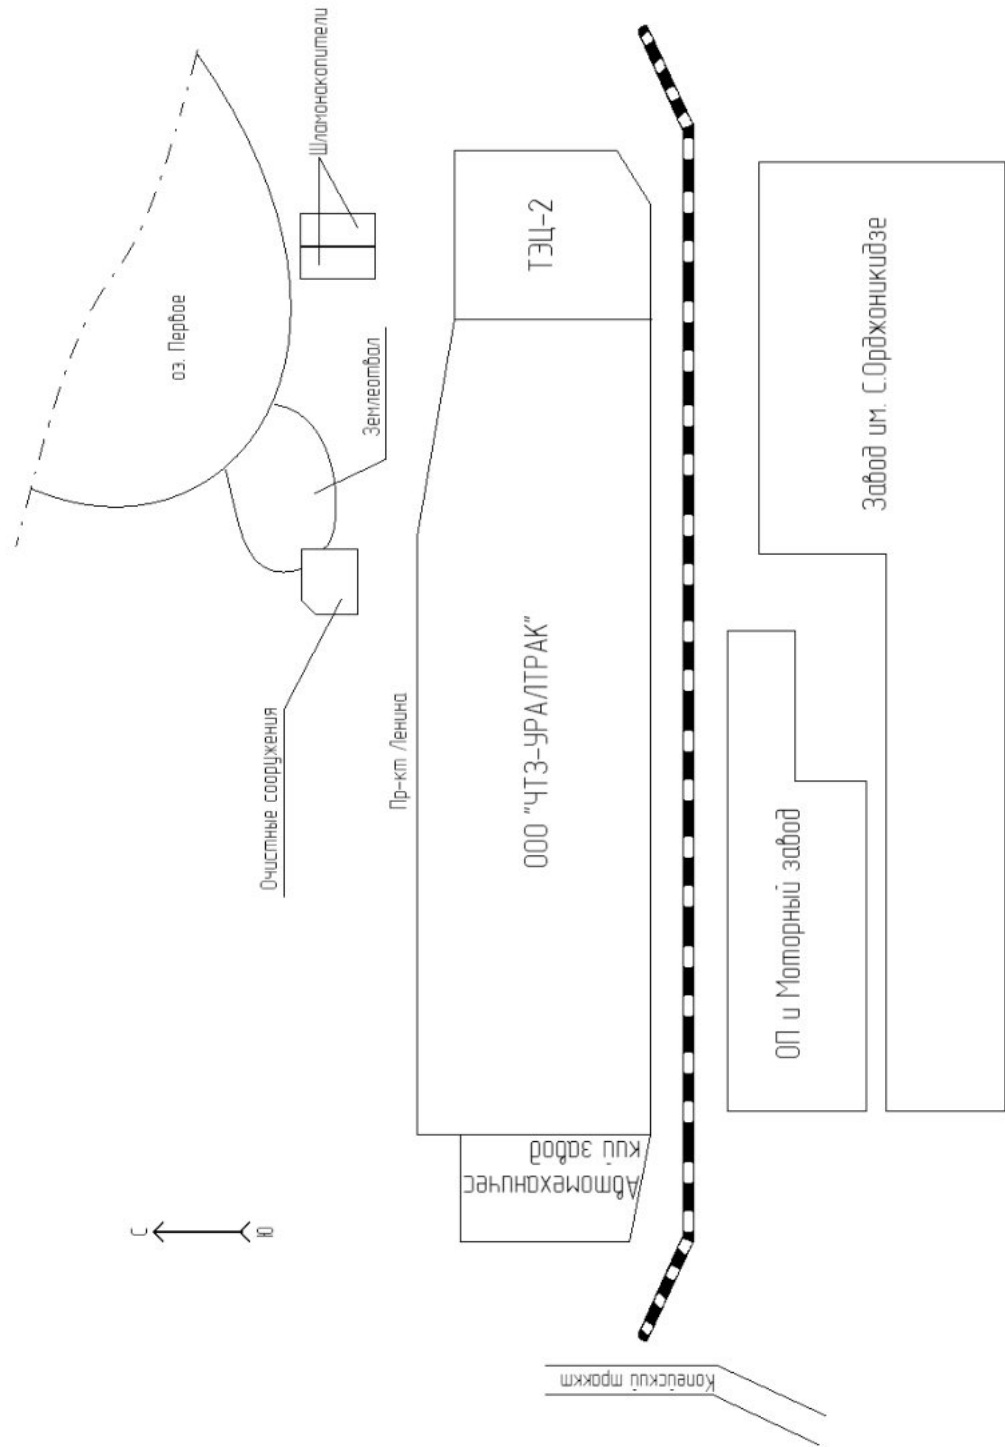 Шламонакопители
оз. Первое
Землеотвал
ТЭЦ-2
Завод им. С.Орджоникидзе
Очистные сооружения
Пр-кт Ленина
ООО "ЧТЗ-УРАЛТРАК"
ОП и Моторный завод
Автомеханичес
кий завод
С
Ю
Копейский тракт